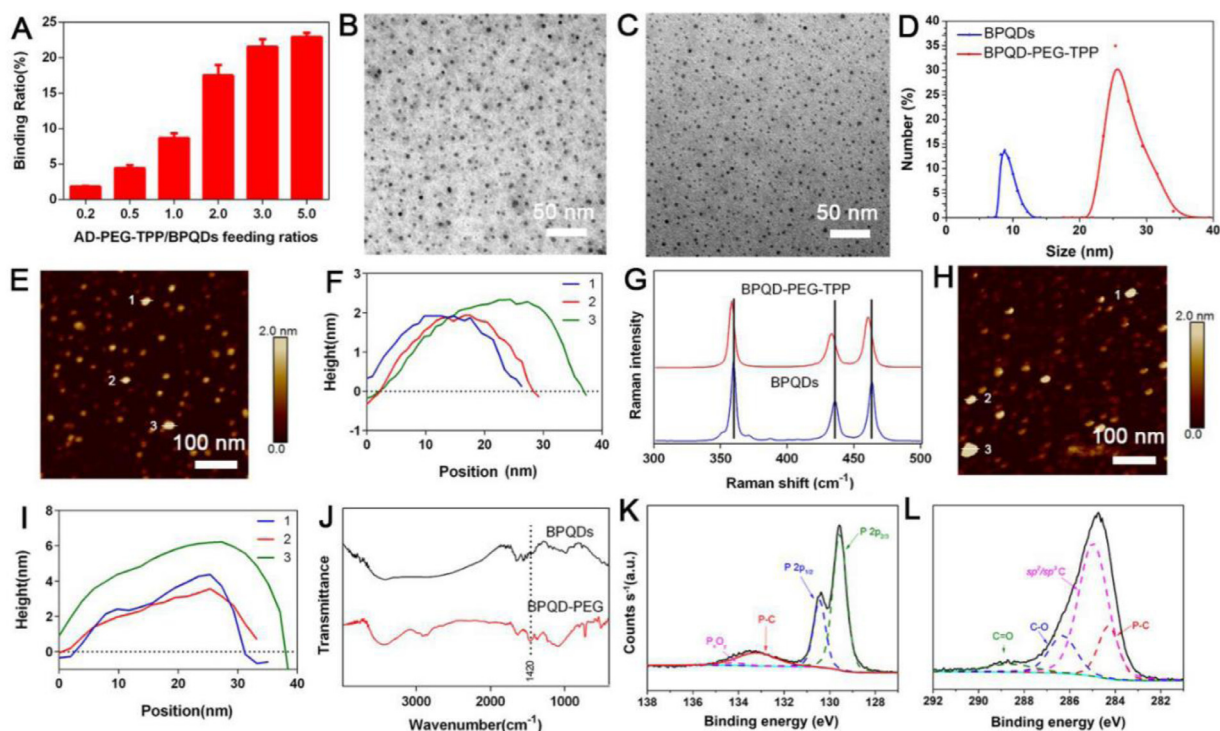 A
Binding Ratio(%)
25
20
15
10
5
0
0.2 0.5 1.0 2.0 3.0 5.0
AD-PEG-TPP/BPQDs feeding ratios
B
50 nm
C
50 nm
D
BPQDs
BPQD-PEG-TPP
Number (%)
40
35
30
25
20
15
10
5
0
0 10 20 30 40
Size (nm)
E
1
2
3
100 nm
2.0 nm
0.0
F
1
2
3
Height(nm)
3
2
1
0
-1
0 10 20 30 40
Position (nm)
G
BPQD-PEG-TPP
BPQDs
Raman intensity
300 350 400 450 500
Raman shift (cm-1)
H
1
2
3
100 nm
2.0 nm
0.0
I
1
2
3
Height(nm)
8
6
4
2
0
-2
0 10 20 30 40
Position(nm)
J
BPQDs
BPQD-PEG
Transmittance
1420
3000 2000 1000
Wavenumber(cm-1)
K
P 2p1/2
P-C
Counts s-1(a.u.)
138 136 134 132 130 128
Binding energy (eV)
L
sp2/sp3 C
C-O
C=O
P-C
292 290 288 286 284 282
Binding energy (eV)